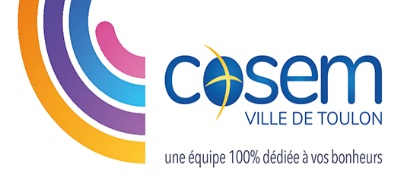 cosem
VILLE DE TOULON
une équipe 100% dédiée à vos bonheurs